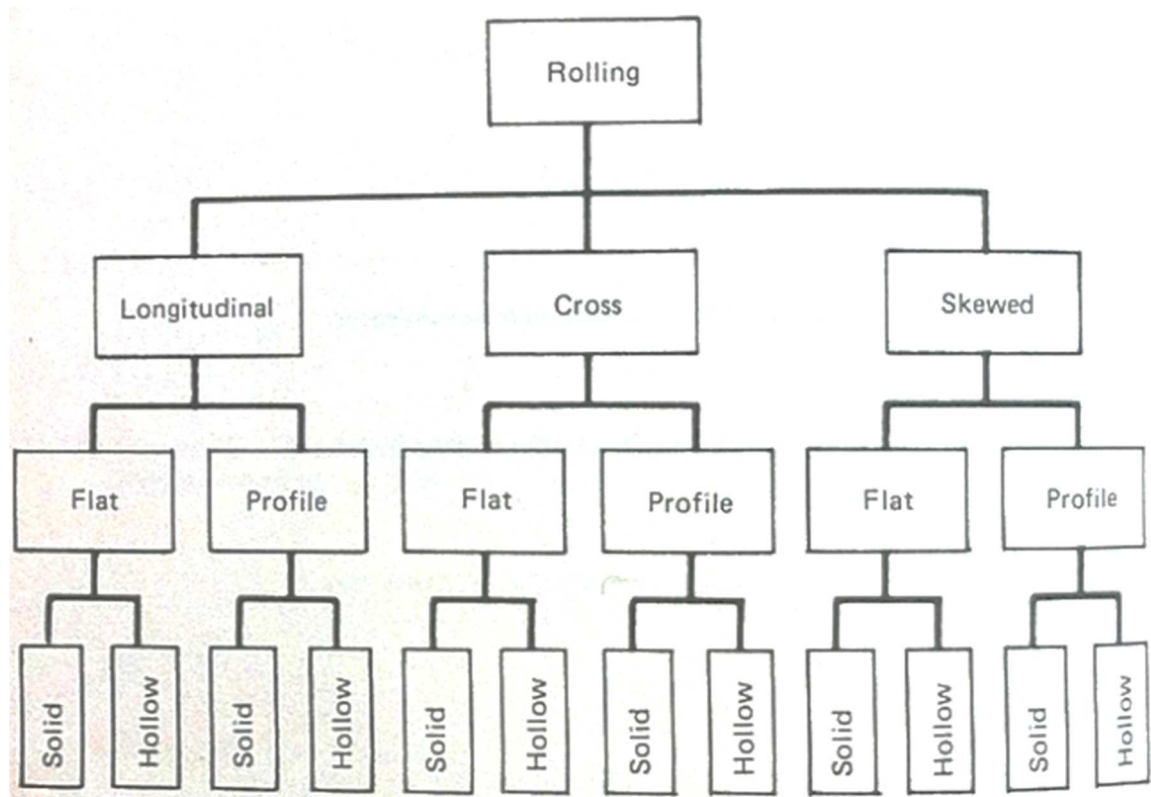 Rolling
Longitudinal
Cross
Skewed
Flat
Profile
Flat
Profile
Flat
Profile
Solid
Hollow
Solid
Hollow
Solid
Hollow
Solid
Hollow
Solid
Hollow
Solid
Hollow